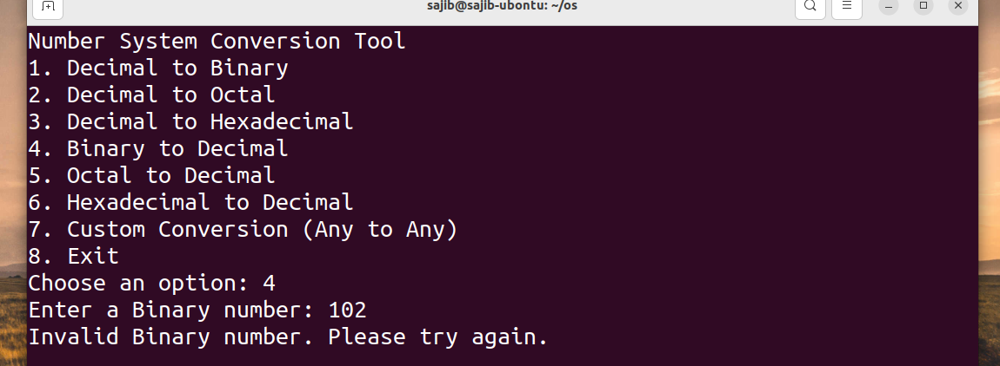 sajib@sajib-ubontu: ~/os
Number System Conversion Tool
1. Decimal to Binary
2. Decimal to Octal
3. Decimal to Hexadecimal
4. Binary to Decimal
5. Octal to Decimal
6. Hexadecimal to Decimal
7. Custom Conversion (Any to Any)
8. Exit
Choose an option: 4
Enter a Binary number: 102
Invalid Binary number. Please try again.